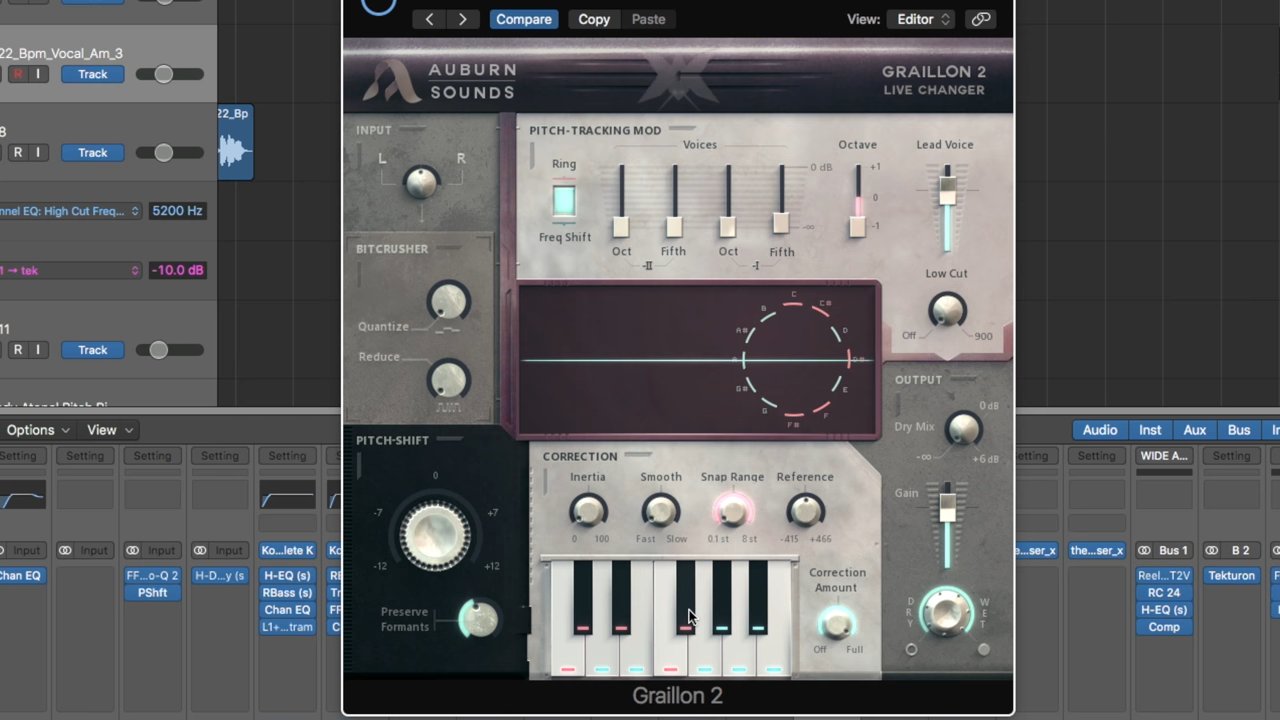 Compare
Copy
Paste
View:
Editor
22_Bpm_Vocal_Am_3
R I
Track
22_Bp
8
R I
Track
nnel EQ: High Cut Freq...
5200 Hz
1 → tek
-10.0 dB
11
R I
Track
AUBURN
SOUNDS
GRAILLON 2
LIVE CHANGER
INPUT
L R
PITCH-TRACKING MOD
Ring
Freq Shift
Voices
0 dB
-∞
Oct Fifth Oct Fifth
-II -I
Octave
+1
0
-1
Lead Voice
Low Cut
Off 900
BITCRUSHER
Quantize
Reduce
C
C#
D
D#
E
F
F#
G
G#
A
A#
B
OUTPUT
0 dB
Dry Mix
-∞ +6 dB
Gain
DRY WET
PITCH-SHIFT
0
-7 +7
-12 +12
Preserve
Formants
CORRECTION
Inertia Smooth Snap Range Reference
0 100 Fast Slow 0.1 st 8 st -415 +466
Correction
Amount
Off Full
Graillon 2
Options View
Audio Inst Aux Bus In
Setting Setting Setting Setting Setting
etting Setting WIDE A... Setting
Input Input Input Input Ko...lete K Ko
e...ser_x the...ser_x Bus 1 B 2
Chan EQ FF...o-Q 2 H-D...y (s H-EQ (s)
PShft RBass (s)
Chan EQ
L1+...tram
Reel...T2V Tekturon
RC 24
H-EQ (s)
Comp